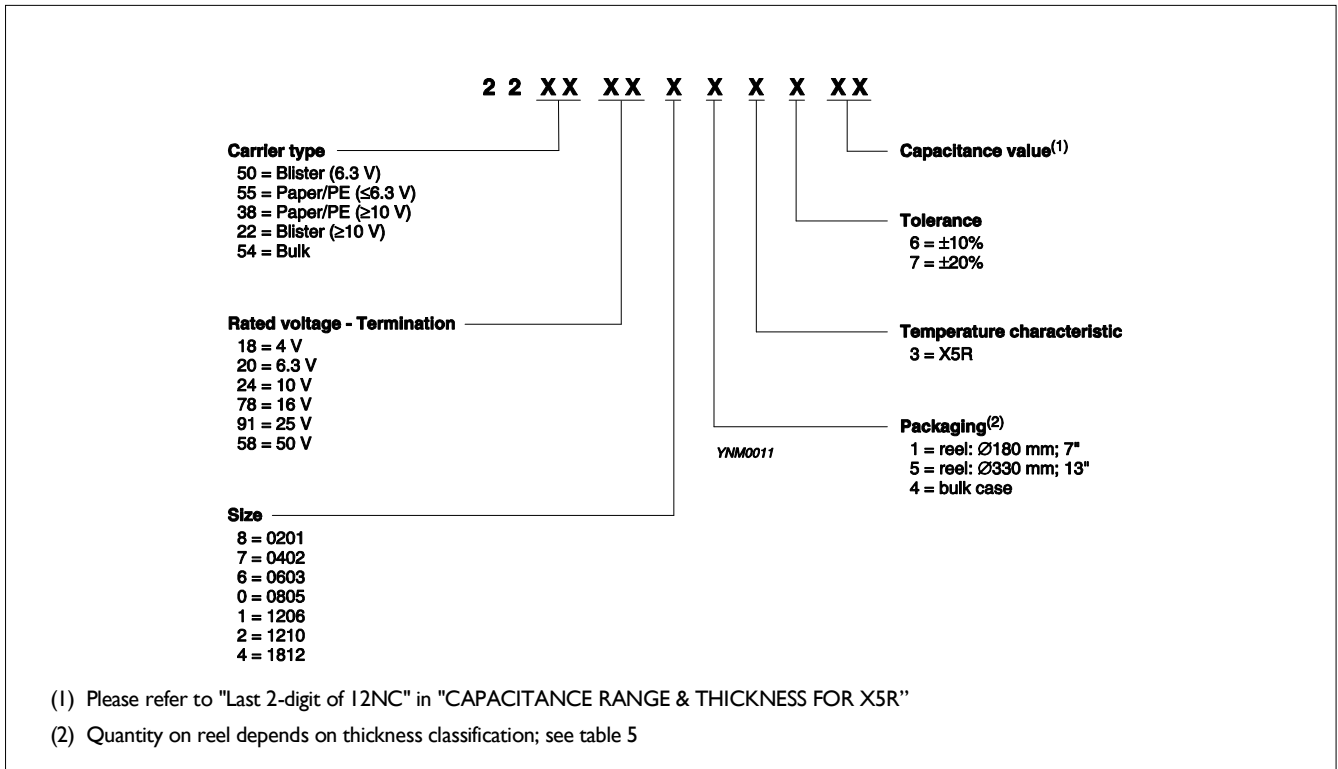 2 2 X X X X X X X X X X
Carrier type
50 = Blister (6.3 V)
55 = Paper/PE (≤6.3 V)
38 = Paper/PE (≥10 V)
22 = Blister (≥10 V)
54 = Bulk
Rated voltage - Termination
18 = 4 V
20 = 6.3 V
24 = 10 V
78 = 16 V
91 = 25 V
58 = 50 V
Size
8 = 0201
7 = 0402
6 = 0603
0 = 0805
1 = 1206
2 = 1210
4 = 1812
Capacitance value(1)
Tolerance
6 = ±10%
7 = ±20%
Temperature characteristic
3 = X5R
Packaging(2)
1 = reel: Ø180 mm; 7"
5 = reel: Ø330 mm; 13"
4 = bulk case
YNM0011
(1) Please refer to "Last 2-digit of 12NC" in "CAPACITANCE RANGE & THICKNESS FOR X5R”
(2) Quantity on reel depends on thickness classification; see table 5